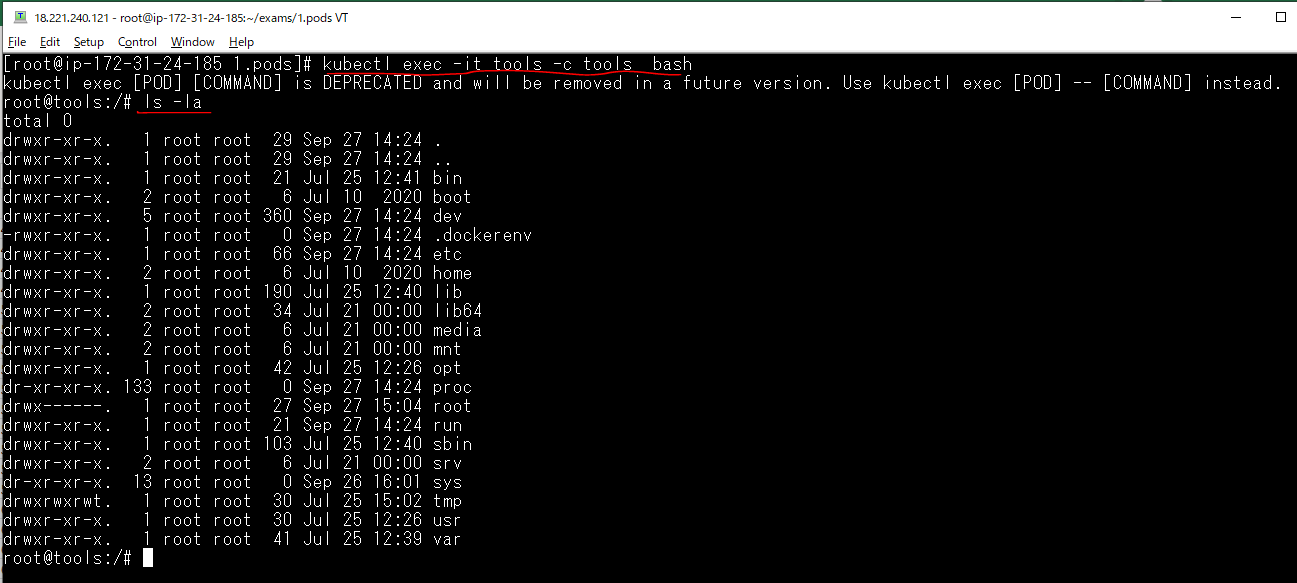 18.221.240.121 - root@ip-172-31-24-185:~/exams/1.pods VT
File Edit Setup Control Window Help
[root@ip-172-31-24-185 1.pods]# kubectl exec -it tools -c tools  bash
kubectl exec [POD] [COMMAND] is DEPRECATED and will be removed in a future version. Use kubectl exec [POD] -- [COMMAND] instead.
root@tools:/# ls -la
total 0
drwxr-xr-x.   1 root root  29 Sep 27 14:24 .
drwxr-xr-x.   1 root root  29 Sep 27 14:24 ..
drwxr-xr-x.   1 root root  21 Jul 25 12:41 bin
drwxr-xr-x.   2 root root   6 Jul 10  2020 boot
drwxr-xr-x.   5 root root 360 Sep 27 14:24 dev
-rwxr-xr-x.   1 root root   0 Sep 27 14:24 .dockerenv
drwxr-xr-x.   1 root root  66 Sep 27 14:24 etc
drwxr-xr-x.   2 root root   6 Jul 10  2020 home
drwxr-xr-x.   1 root root 190 Jul 25 12:40 lib
drwxr-xr-x.   2 root root  34 Jul 21 00:00 lib64
drwxr-xr-x.   2 root root   6 Jul 21 00:00 media
drwxr-xr-x.   2 root root   6 Jul 21 00:00 mnt
drwxr-xr-x.   1 root root  42 Jul 25 12:26 opt
dr-xr-xr-x. 133 root root   0 Sep 27 14:24 proc
drwx------.   1 root root  27 Sep 27 15:04 root
drwxr-xr-x.   1 root root  21 Sep 27 14:24 run
drwxr-xr-x.   1 root root 103 Jul 25 12:40 sbin
drwxr-xr-x.   2 root root   6 Jul 21 00:00 srv
dr-xr-xr-x.  13 root root   0 Sep 26 16:01 sys
drwxrwxrwt.   1 root root  30 Jul 25 15:02 tmp
drwxr-xr-x.   1 root root  30 Jul 25 12:26 usr
drwxr-xr-x.   1 root root  41 Jul 25 12:39 var
root@tools:/#